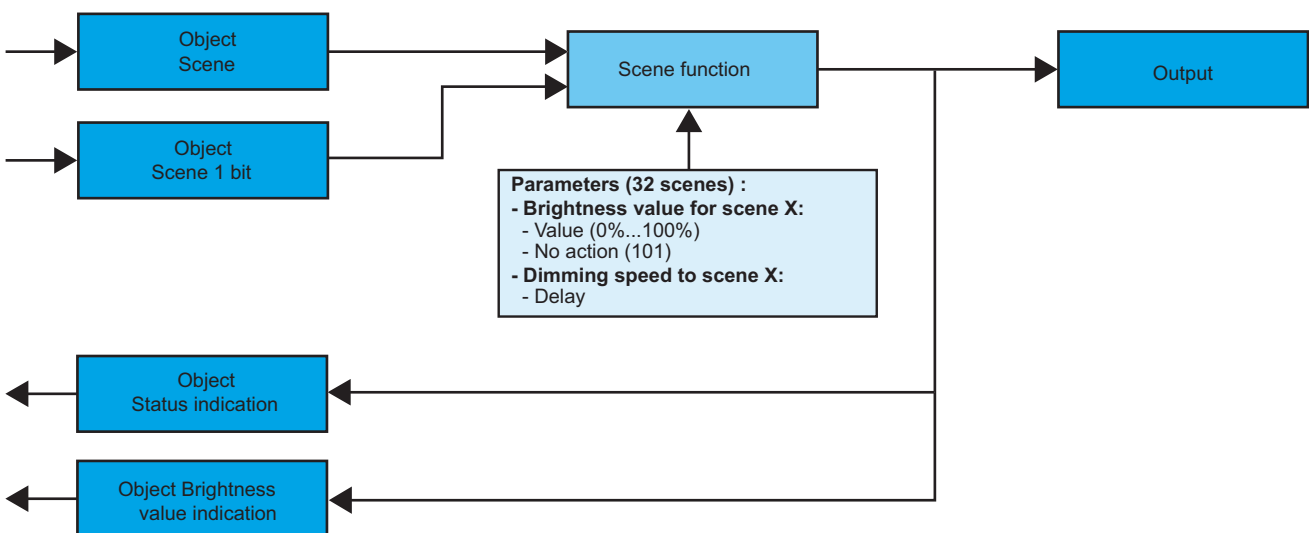 Object
Scene
Scene function
Output
Object
Scene 1 bit
Parameters (32 scenes) :
- Brightness value for scene X:
- Value (0%...100%)
- No action (101)
- Dimming speed to scene X:
- Delay
Object
Status indication
Object Brightness
value indication